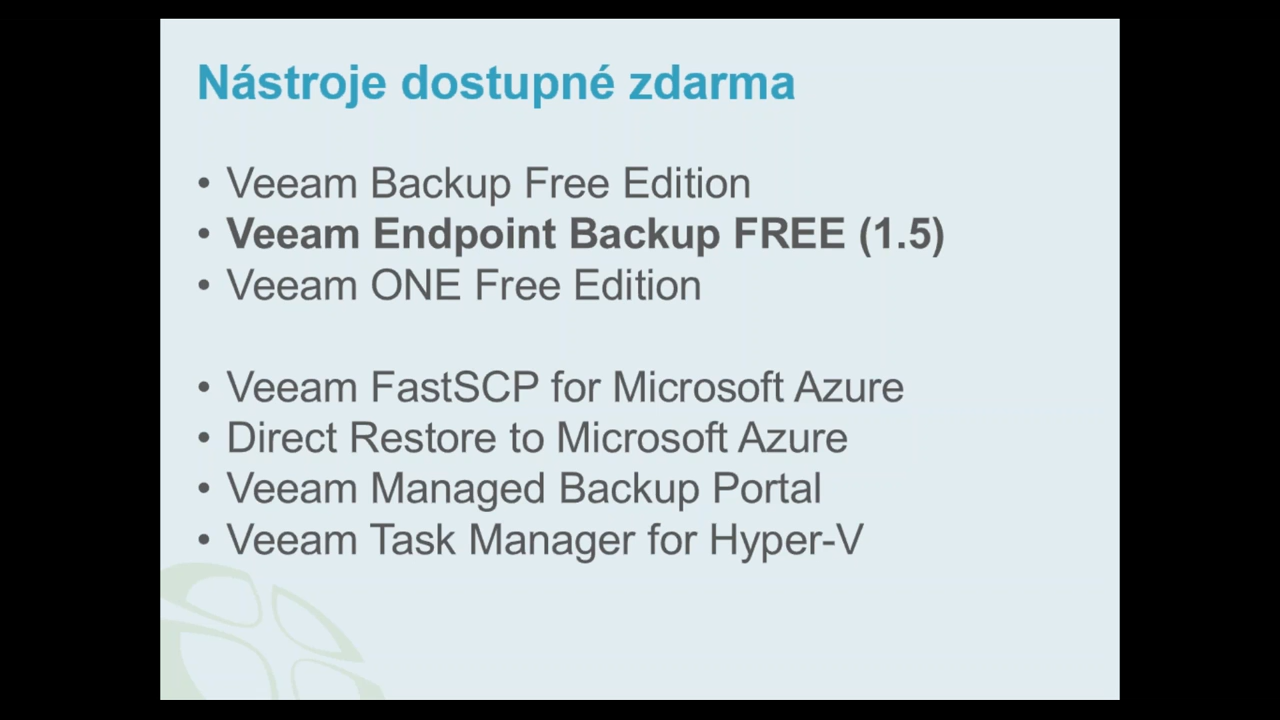 Nástroje dostupné zdarma
• Veeam Backup Free Edition
• Veeam Endpoint Backup FREE (1.5)
• Veeam ONE Free Edition
• Veeam FastSCP for Microsoft Azure
• Direct Restore to Microsoft Azure
• Veeam Managed Backup Portal
• Veeam Task Manager for Hyper-V